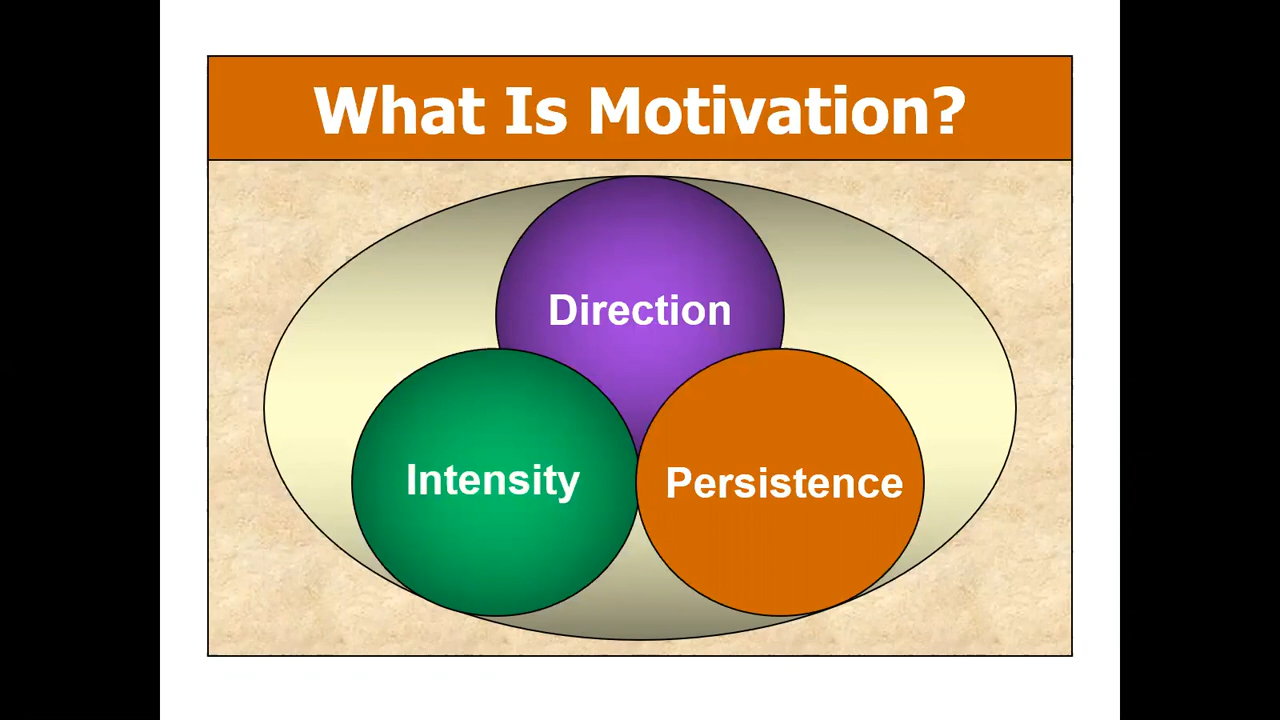 What Is Motivation?
Direction
Intensity
Persistence